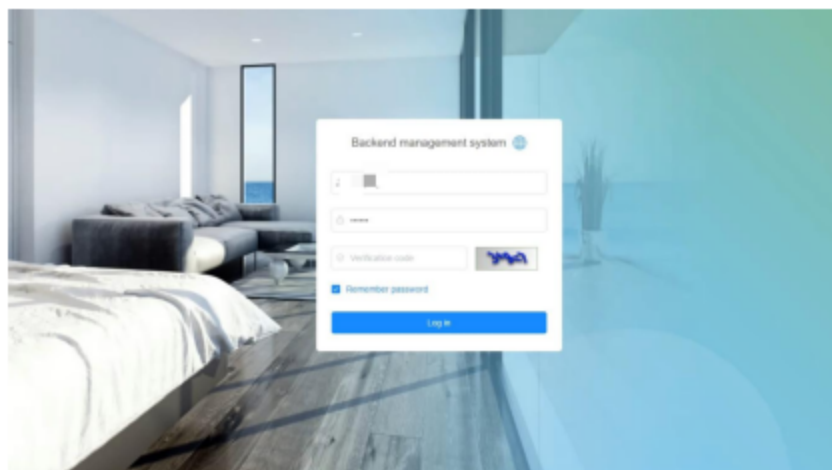 Backend management system
••••••
Verification code
Remember password
Log in